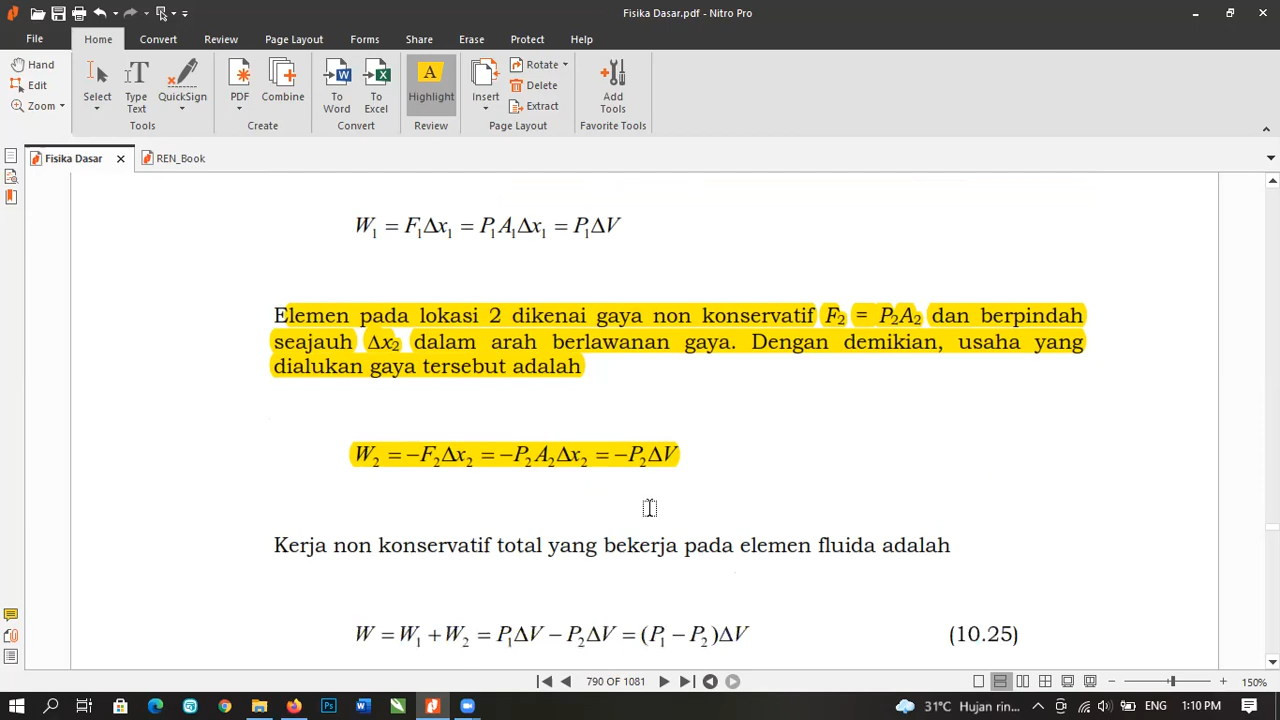 Fisika Dasar.pdf - Nitro Pro
File Home Convert Review Page Layout Forms Share Erase Protect Help
Hand
Edit
Zoom
Select
Type Text
QuickSign
PDF
Combine
To Word
To Excel
Highlight
Insert
Rotate
Delete
Extract
Add Tools
Tools Create Convert Review Page Layout Favorite Tools
Fisika Dasar REN_Book
W₁ = F₁Δx₁ = P₁A₁Δx₁ = P₁ΔV
Elemen pada lokasi 2 dikenai gaya non konservatif F₂ = P₂A₂ dan berpindah
seajauh Δx₂ dalam arah berlawanan gaya. Dengan demikian, usaha yang
dialukan gaya tersebut adalah
W₂ = −F₂Δx₂ = −P₂A₂Δx₂ = −P₂ΔV
Kerja non konservatif total yang bekerja pada elemen fluida adalah
W = W₁ + W₂ = P₁ΔV − P₂ΔV = (P₁ − P₂)ΔV (10.25)
790 OF 1081 150%
31°C Hujan rin... ENG 1:10 PM